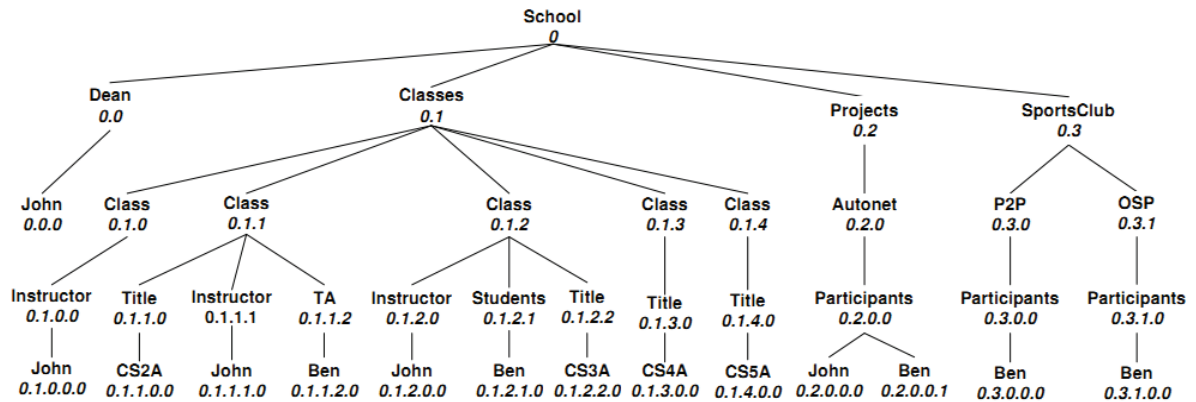 School
0
Dean Classes Projects SportsClub
0.0 0.1 0.2 0.3
John Class Class Class Class Class Autonet P2P OSP
0.0.0 0.1.0 0.1.1 0.1.2 0.1.3 0.1.4 0.2.0 0.3.0 0.3.1
Instructor Title Instructor TA Instructor Students Title Title Title Participants Participants Participants
0.1.0.0 0.1.1.0 0.1.1.1 0.1.1.2 0.1.2.0 0.1.2.1 0.1.2.2 0.1.3.0 0.1.4.0 0.2.0.0 0.3.0.0 0.3.1.0
John CS2A John Ben John Ben CS3A CS4A CS5A John Ben Ben Ben
0.1.0.0.0 0.1.1.0.0 0.1.1.1.0 0.1.1.2.0 0.1.2.0.0 0.1.2.1.0 0.1.2.2.0 0.1.3.0.0 0.1.4.0.0 0.2.0.0.0 0.2.0.0.1 0.3.0.0.0 0.3.1.0.0